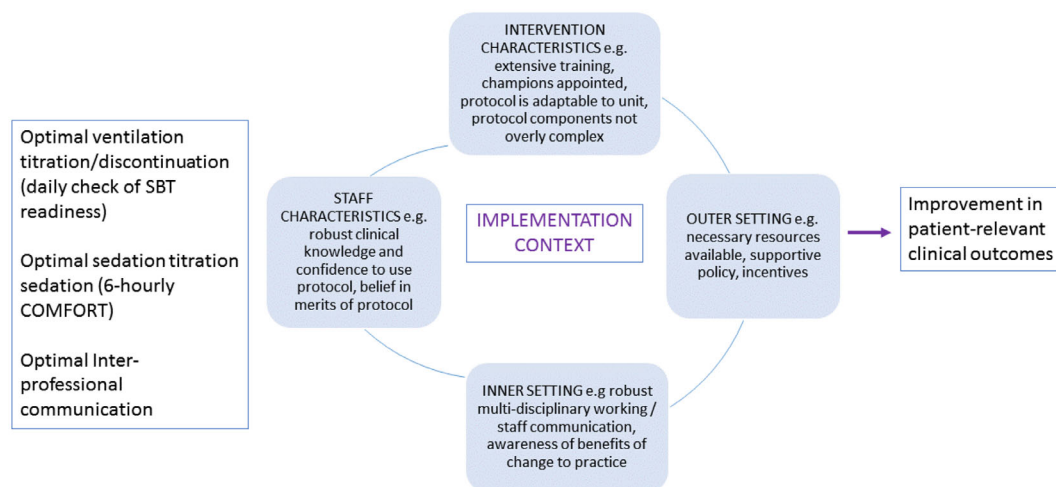 Optimal ventilation
titration/discontinuation
(daily check of SBT
readiness)
Optimal sedation titration
sedation (6-hourly
COMFORT)
Optimal Inter-
professional
communication
INTERVENTION
CHARACTERISTICS e.g.
extensive training,
champions appointed,
protocol is adaptable to unit,
protocol components not
overly complex
STAFF
CHARACTERISTICS e.g.
robust clinical
knowledge and
confidence to use
protocol, belief in
merits of protocol
IMPLEMENTATION
CONTEXT
OUTER SETTING e.g.
necessary resources
available, supportive
policy, incentives
INNER SETTING e.g robust
multi-disciplinary working /
staff communication,
awareness of benefits of
change to practice
Improvement in
patient-relevant
clinical outcomes